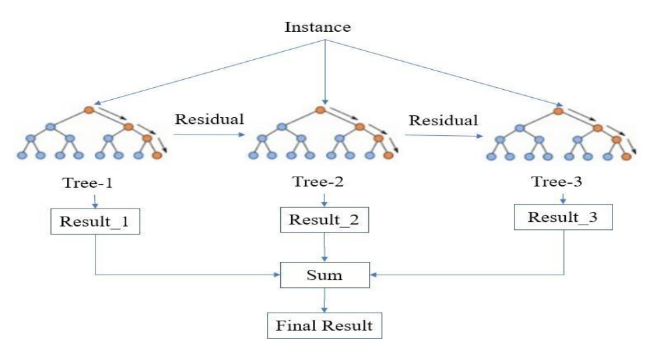 Instance
Residual
Residual
Tree-1
Tree-2
Tree-3
Result_1
Result_2
Result_3
Sum
Final Result